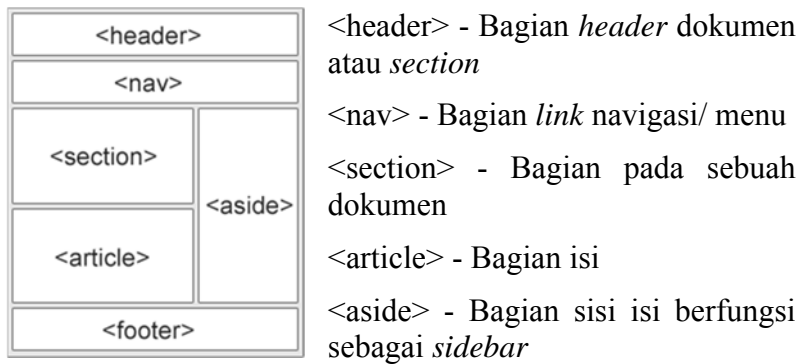 <header>
<nav>
<section>
<aside>
<article>
<footer>
<header> - Bagian header dokumen
atau section
<nav> - Bagian link navigasi/ menu
<section> - Bagian pada sebuah
dokumen
<article> - Bagian isi
<aside> - Bagian sisi isi berfungsi
sebagai sidebar